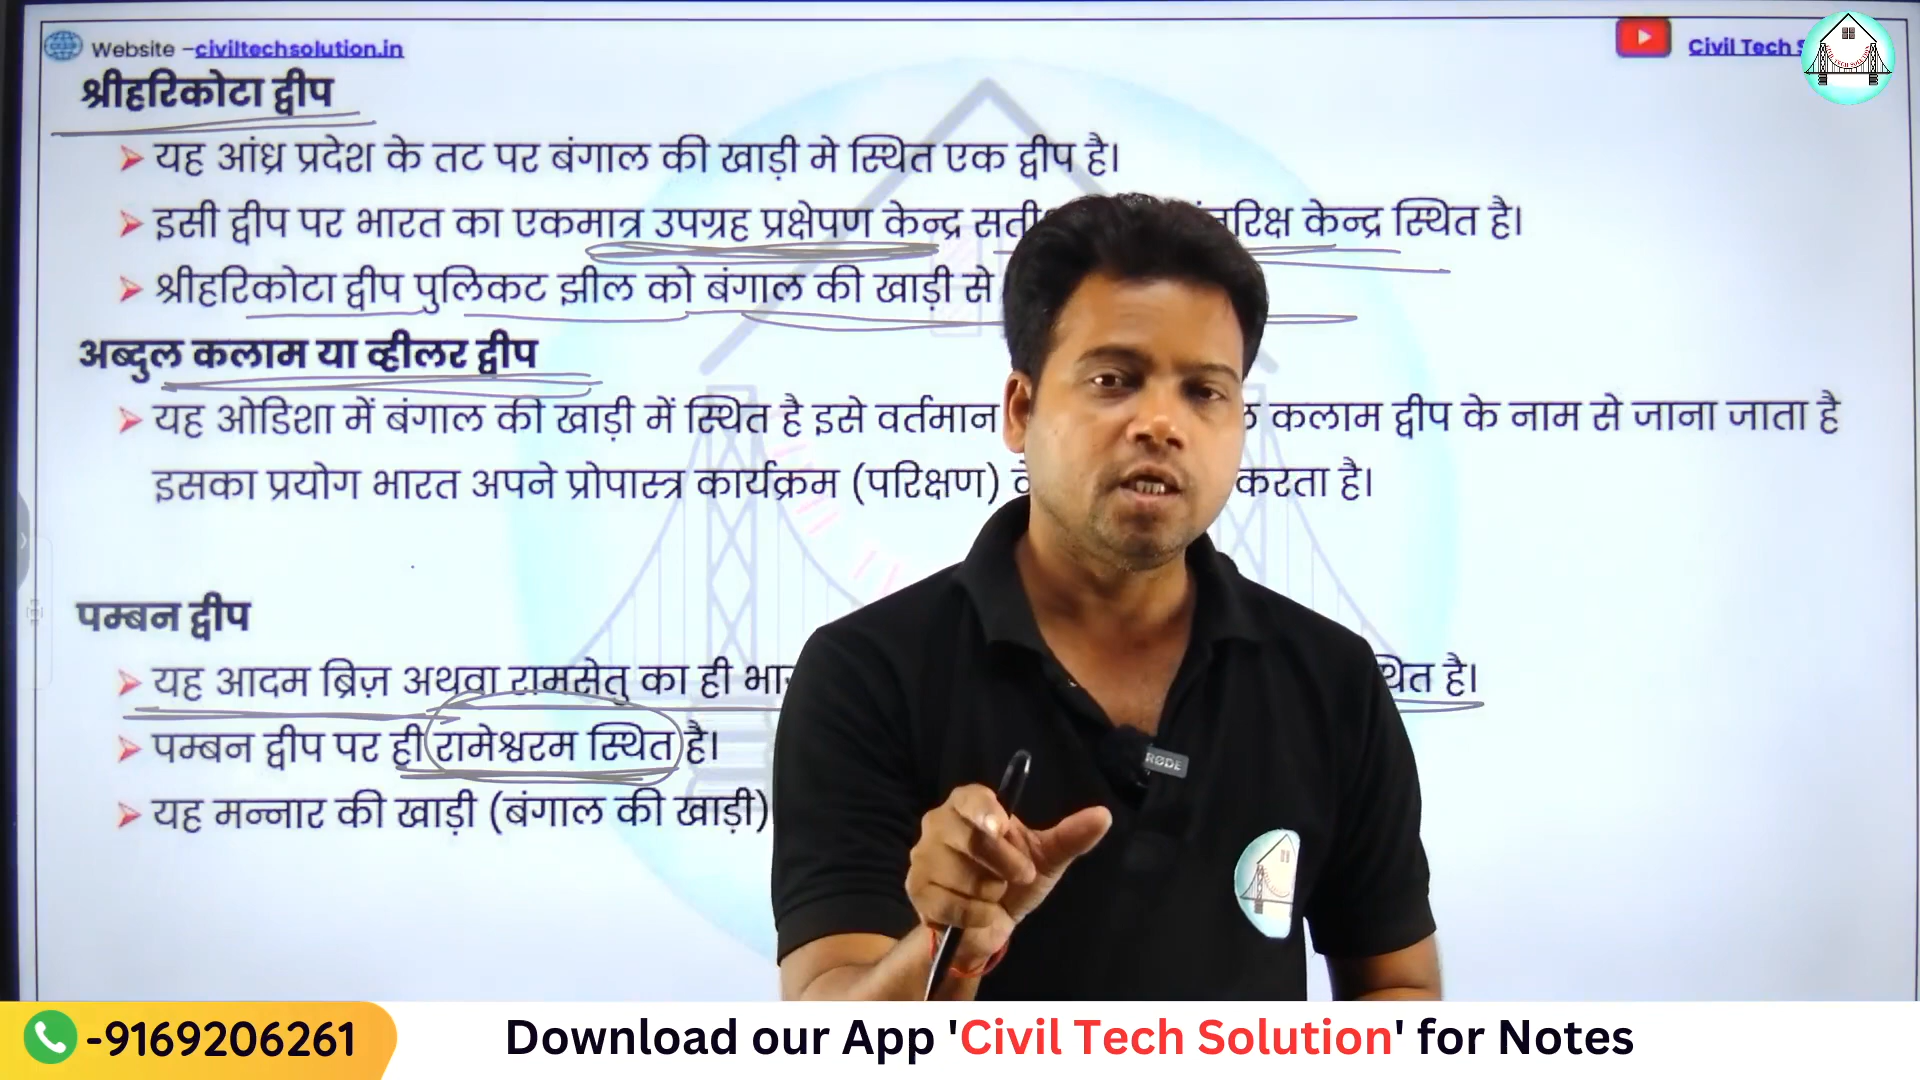 Website –civiltechsolution.in
Civil Tech S
श्रीहरिकोटा द्वीप
➢ यह आंध्र प्रदेश के तट पर बंगाल की खाड़ी मे स्थित एक द्वीप है।
➢ इसी द्वीप पर भारत का एकमात्र उपग्रह प्रक्षेपण केन्द्र केन्द्र स्थित है।
➢ श्रीहरिकोटा द्वीप पुलिकट झील को बंगाल की खाड़ी से
अब्दुल कलाम या व्हीलर द्वीप
➢ यह ओडिशा में बंगाल की खाड़ी में स्थित है इसे वर्तमान कलाम द्वीप के नाम से जाना जाता है
इसका प्रयोग भारत अपने प्रोपास्त्र कार्यक्रम (परिक्षण) करता है।
पम्बन द्वीप
➢ यह आदम ब्रिज़ अथवा रामसेतु का ही है।
➢ पम्बन द्वीप पर ही रामेश्वरम स्थित है।
➢ यह मन्नार की खाड़ी (बंगाल की खाड़ी)
RØDE
-9169206261
Download our App 'Civil Tech Solution' for Notes